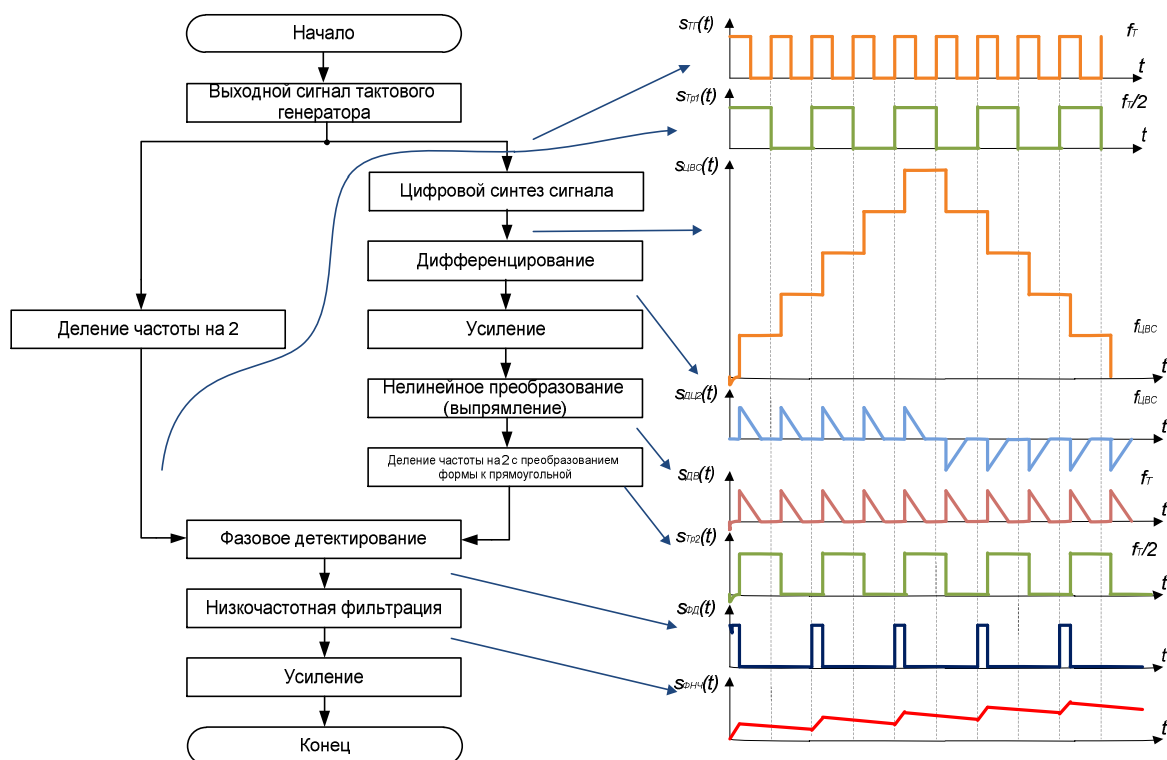 Начало
Выходной сигнал тактового
генератора
Цифровой синтез сигнала
Дифференцирование
Деление частоты на 2
Усиление
Нелинейное преобразование
(выпрямление)
Деление частоты на 2 с преобразованием
формы к прямоугольной
Фазовое детектирование
Низкочастотная фильтрация
Усиление
Конец
sТГ(t)
fТ
t
sТр1(t)
fТ/2
t
sЦВС(t)
fЦВС
t
sДЦ2(t)
fЦВС
t
sДВ(t)
fТ
t
sТр2(t)
fТ/2
t
sФД(t)
t
sФНЧ(t)
t